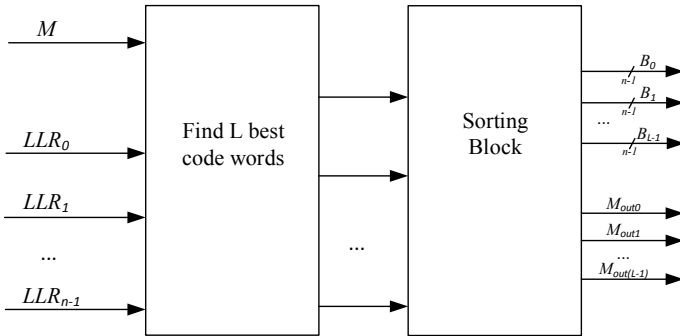 M
LLR0
LLR1
...
LLRn-1
Find L best
code words
...
Sorting
Block
B0
n-1
B1
n-1
...
BL-1
n-1
Mout0
Mout1
...
Mout(L-1)